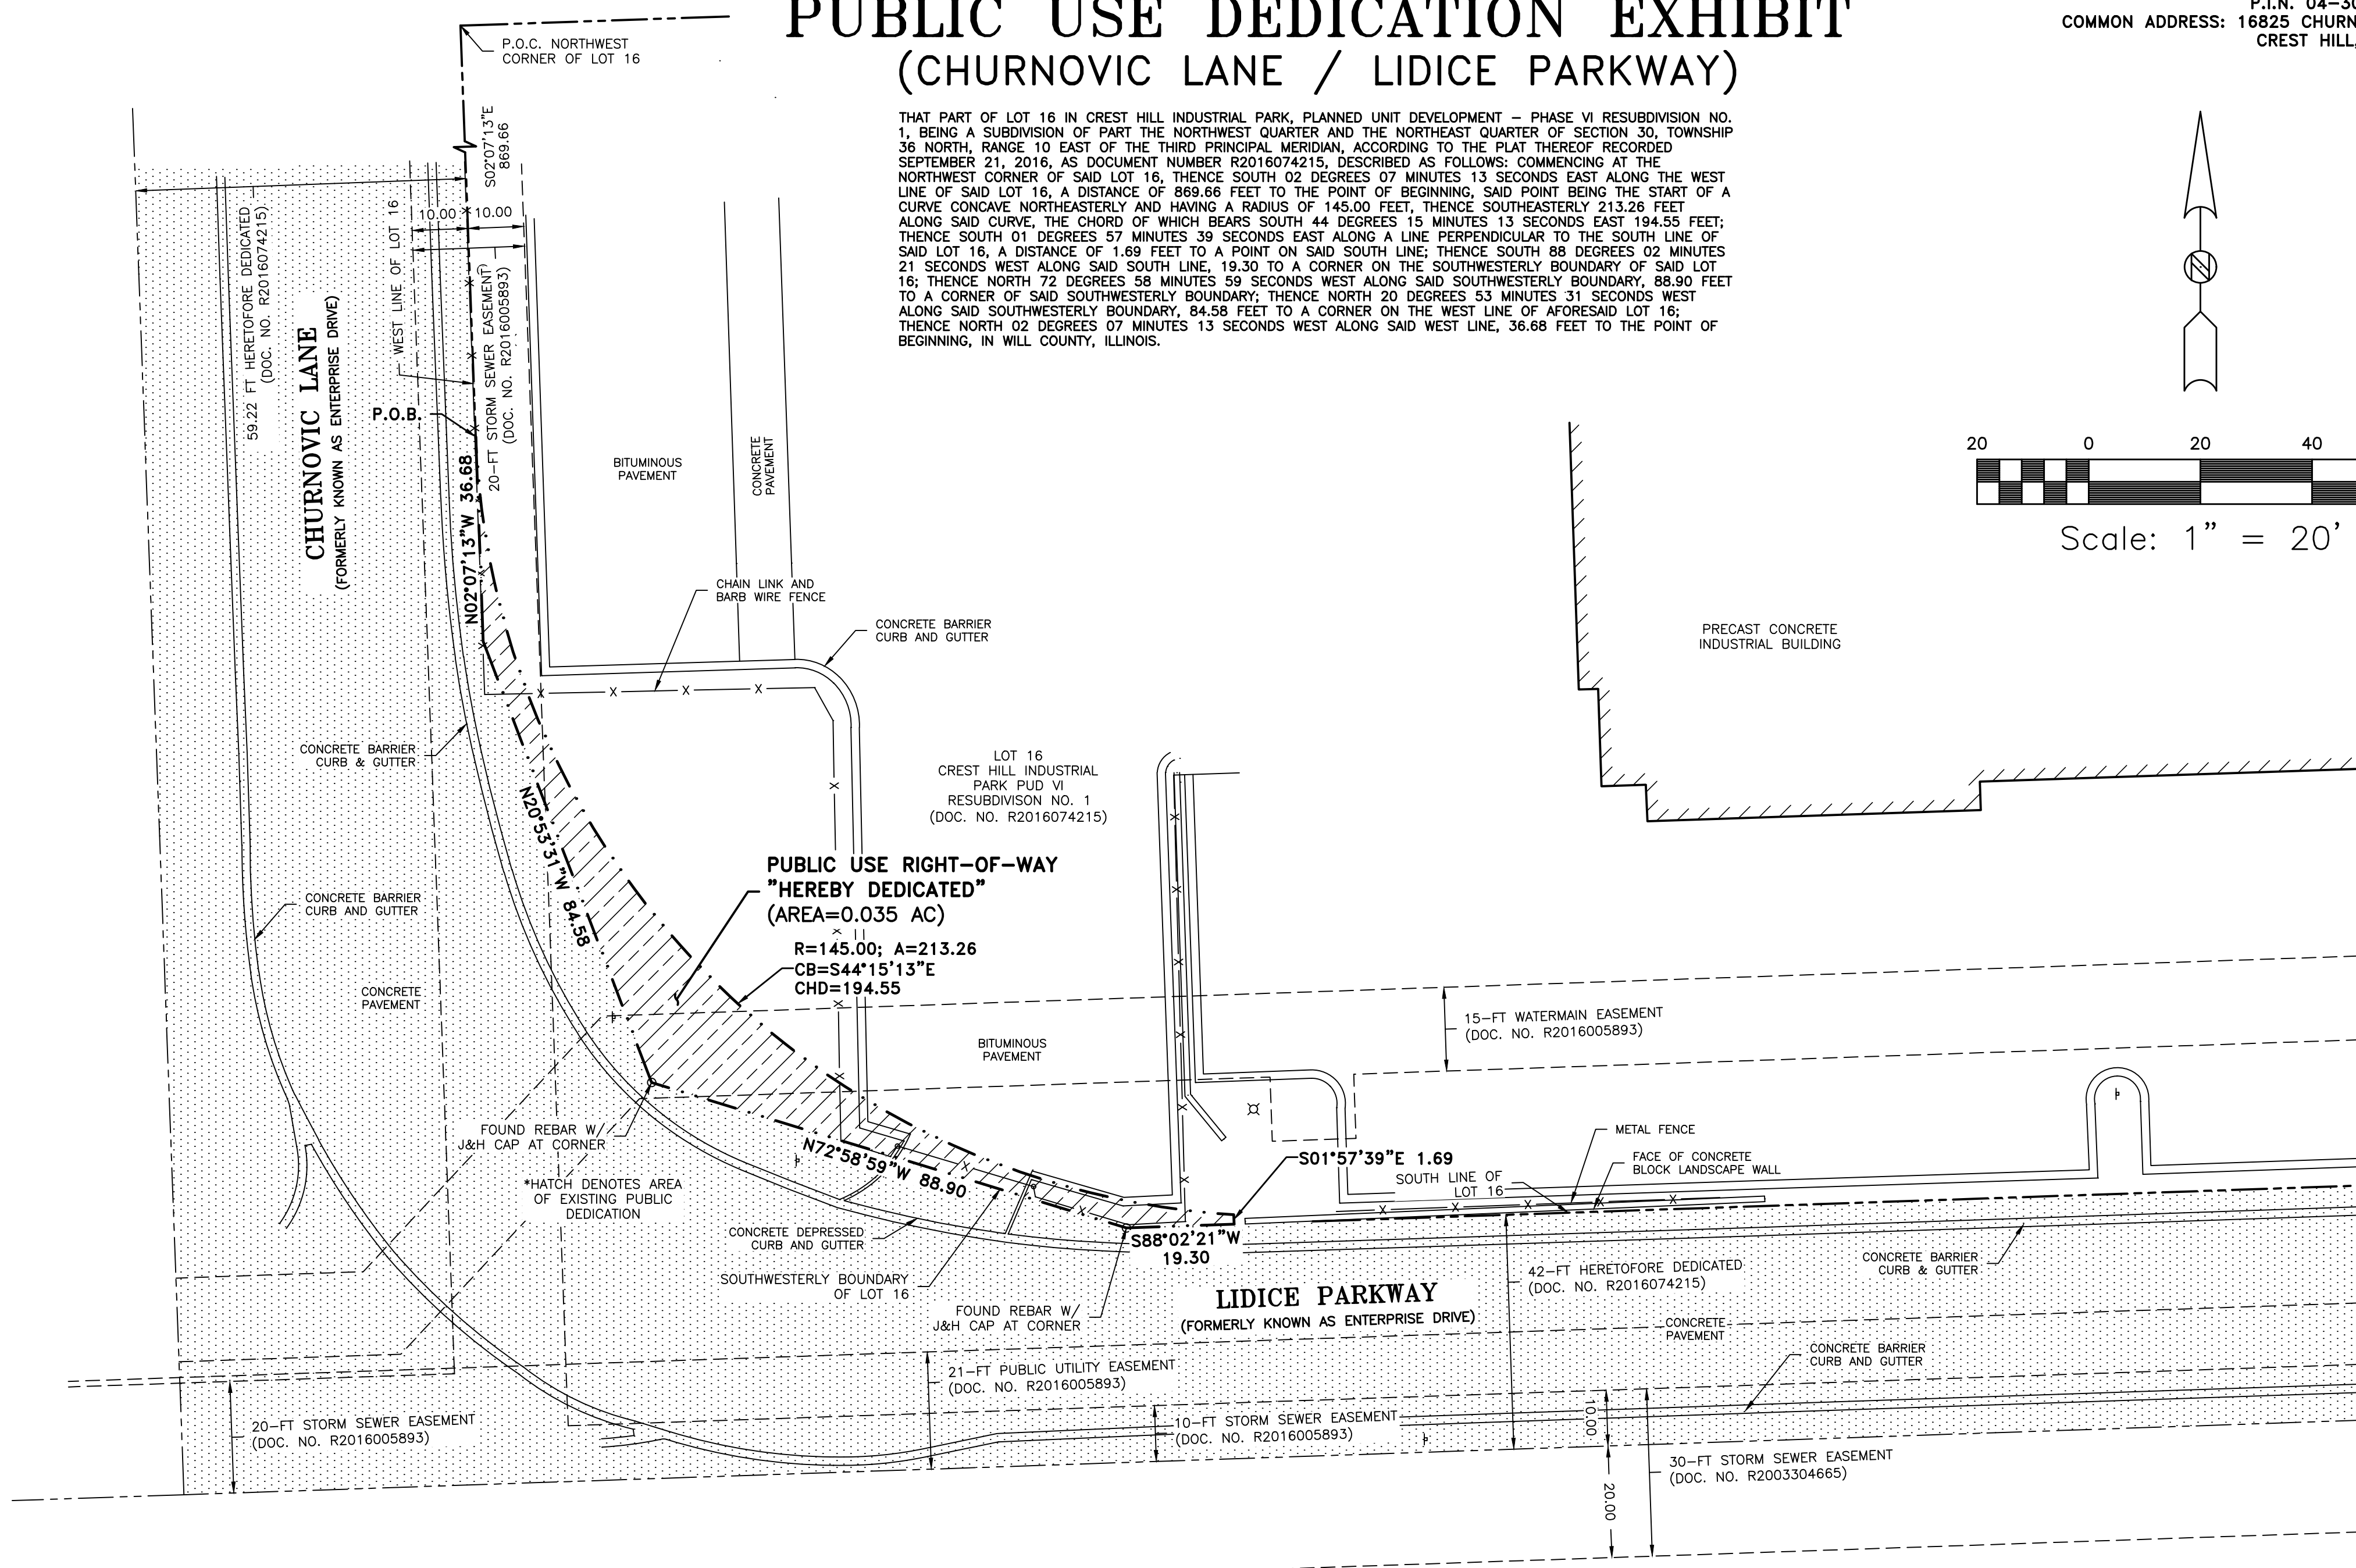 PUBLIC USE DEDICATION EXHIBIT
(CHURNOVIC LANE / LIDICE PARKWAY)
P.I.N. 04-30
COMMON ADDRESS: 16825 CHURN
CREST HILL,
P.O.C. NORTHWEST
CORNER OF LOT 16
THAT PART OF LOT 16 IN CREST HILL INDUSTRIAL PARK, PLANNED UNIT DEVELOPMENT – PHASE VI RESUBDIVISION NO.
1, BEING A SUBDIVISION OF PART THE NORTHWEST QUARTER AND THE NORTHEAST QUARTER OF SECTION 30, TOWNSHIP
36 NORTH, RANGE 10 EAST OF THE THIRD PRINCIPAL MERIDIAN, ACCORDING TO THE PLAT THEREOF RECORDED
SEPTEMBER 21, 2016, AS DOCUMENT NUMBER R2016074215, DESCRIBED AS FOLLOWS: COMMENCING AT THE
NORTHWEST CORNER OF SAID LOT 16, THENCE SOUTH 02 DEGREES 07 MINUTES 13 SECONDS EAST ALONG THE WEST
LINE OF SAID LOT 16, A DISTANCE OF 869.66 FEET TO THE POINT OF BEGINNING, SAID POINT BEING THE START OF A
CURVE CONCAVE NORTHEASTERLY AND HAVING A RADIUS OF 145.00 FEET, THENCE SOUTHEASTERLY 213.26 FEET
ALONG SAID CURVE, THE CHORD OF WHICH BEARS SOUTH 44 DEGREES 15 MINUTES 13 SECONDS EAST 194.55 FEET;
THENCE SOUTH 01 DEGREES 57 MINUTES 39 SECONDS EAST ALONG A LINE PERPENDICULAR TO THE SOUTH LINE OF
SAID LOT 16, A DISTANCE OF 1.69 FEET TO A POINT ON SAID SOUTH LINE; THENCE SOUTH 88 DEGREES 02 MINUTES
21 SECONDS WEST ALONG SAID SOUTH LINE, 19.30 TO A CORNER ON THE SOUTHWESTERLY BOUNDARY OF SAID LOT
16; THENCE NORTH 72 DEGREES 58 MINUTES 59 SECONDS WEST ALONG SAID SOUTHWESTERLY BOUNDARY, 88.90 FEET
TO A CORNER OF SAID SOUTHWESTERLY BOUNDARY; THENCE NORTH 20 DEGREES 53 MINUTES 31 SECONDS WEST
ALONG SAID SOUTHWESTERLY BOUNDARY, 84.58 FEET TO A CORNER ON THE WEST LINE OF AFORESAID LOT 16;
THENCE NORTH 02 DEGREES 07 MINUTES 13 SECONDS WEST ALONG SAID WEST LINE, 36.68 FEET TO THE POINT OF
BEGINNING, IN WILL COUNTY, ILLINOIS.
S02°07'13"E
869.66
59.22 FT HERETOFORE DEDICATED
(DOC. NO. R2016074215)
WEST LINE OF LOT 16
10.00
10.00
20-FT STORM SEWER EASEMENT
(DOC. NO. R2016005893)
CHURNOVIC LANE
(FORMERLY KNOWN AS ENTERPRISE DRIVE)
P.O.B.
N02°07'13"W 36.68
BITUMINOUS
PAVEMENT
CONCRETE
PAVEMENT
N
20
0
20
40
Scale: 1" = 20'
CHAIN LINK AND
BARB WIRE FENCE
CONCRETE BARRIER
CURB AND GUTTER
PRECAST CONCRETE
INDUSTRIAL BUILDING
CONCRETE BARRIER
CURB & GUTTER
LOT 16
CREST HILL INDUSTRIAL
PARK PUD VI
RESUBDIVISON NO. 1
(DOC. NO. R2016074215)
N20°53'31"W 84.58
PUBLIC USE RIGHT-OF-WAY
"HEREBY DEDICATED"
(AREA=0.035 AC)
CONCRETE BARRIER
CURB AND GUTTER
R=145.00; A=213.26
CB=S44°15'13"E
CHD=194.55
CONCRETE
PAVEMENT
15-FT WATERMAIN EASEMENT
(DOC. NO. R2016005893)
BITUMINOUS
PAVEMENT
FOUND REBAR W/
J&H CAP AT CORNER
N72°58'59"W 88.90
METAL FENCE
S01°57'39"E 1.69
FACE OF CONCRETE
BLOCK LANDSCAPE WALL
SOUTH LINE OF
LOT 16
*HATCH DENOTES AREA
OF EXISTING PUBLIC
DEDICATION
CONCRETE DEPRESSED
CURB AND GUTTER
S88°02'21"W
19.30
CONCRETE BARRIER
CURB & GUTTER
SOUTHWESTERLY BOUNDARY
OF LOT 16
42-FT HERETOFORE DEDICATED
(DOC. NO. R2016074215)
LIDICE PARKWAY
(FORMERLY KNOWN AS ENTERPRISE DRIVE)
FOUND REBAR W/
J&H CAP AT CORNER
CONCRETE
PAVEMENT
CONCRETE BARRIER
CURB AND GUTTER
21-FT PUBLIC UTILITY EASEMENT
(DOC. NO. R2016005893)
20-FT STORM SEWER EASEMENT
(DOC. NO. R2016005893)
10-FT STORM SEWER EASEMENT
(DOC. NO. R2016005893)
10.00
30-FT STORM SEWER EASEMENT
(DOC. NO. R2003304665)
20.00